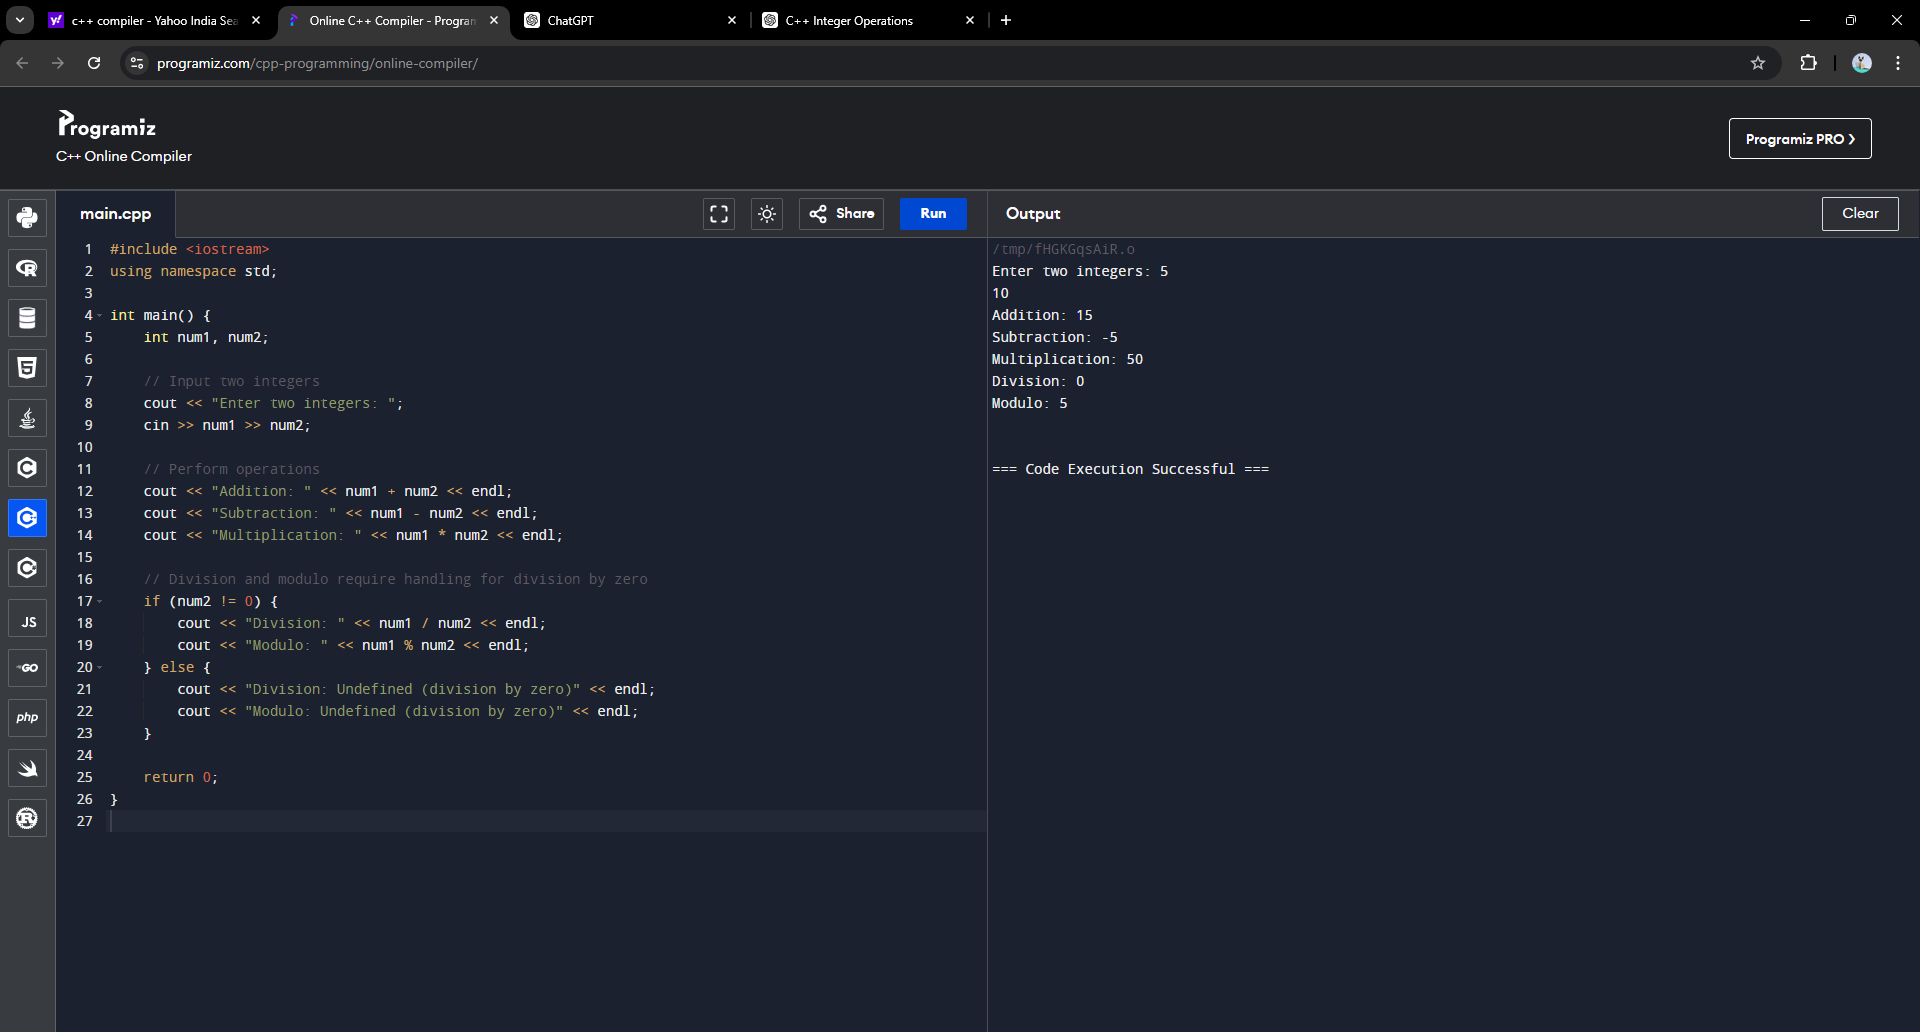 c++ compiler - Yahoo India Sea
Online C++ Compiler - Program
ChatGPT
C++ Integer Operations
programiz.com/cpp-programming/online-compiler/
Programiz
C++ Online Compiler
Programiz PRO ❯
main.cpp
Share
Run
Output
Clear
1 #include <iostream>
2 using namespace std;
3
4 int main() {
5     int num1, num2;
6
7     // Input two integers
8     cout << "Enter two integers: ";
9     cin >> num1 >> num2;
10
11     // Perform operations
12     cout << "Addition: " << num1 + num2 << endl;
13     cout << "Subtraction: " << num1 - num2 << endl;
14     cout << "Multiplication: " << num1 * num2 << endl;
15
16     // Division and modulo require handling for division by zero
17     if (num2 != 0) {
18         cout << "Division: " << num1 / num2 << endl;
19         cout << "Modulo: " << num1 % num2 << endl;
20     } else {
21         cout << "Division: Undefined (division by zero)" << endl;
22         cout << "Modulo: Undefined (division by zero)" << endl;
23     }
24
25     return 0;
26 }
27
/tmp/fHGKGqsAiR.o
Enter two integers: 5
10
Addition: 15
Subtraction: -5
Multiplication: 50
Division: 0
Modulo: 5
=== Code Execution Successful ===
R
5
C
C
C
JS
GO
php
R